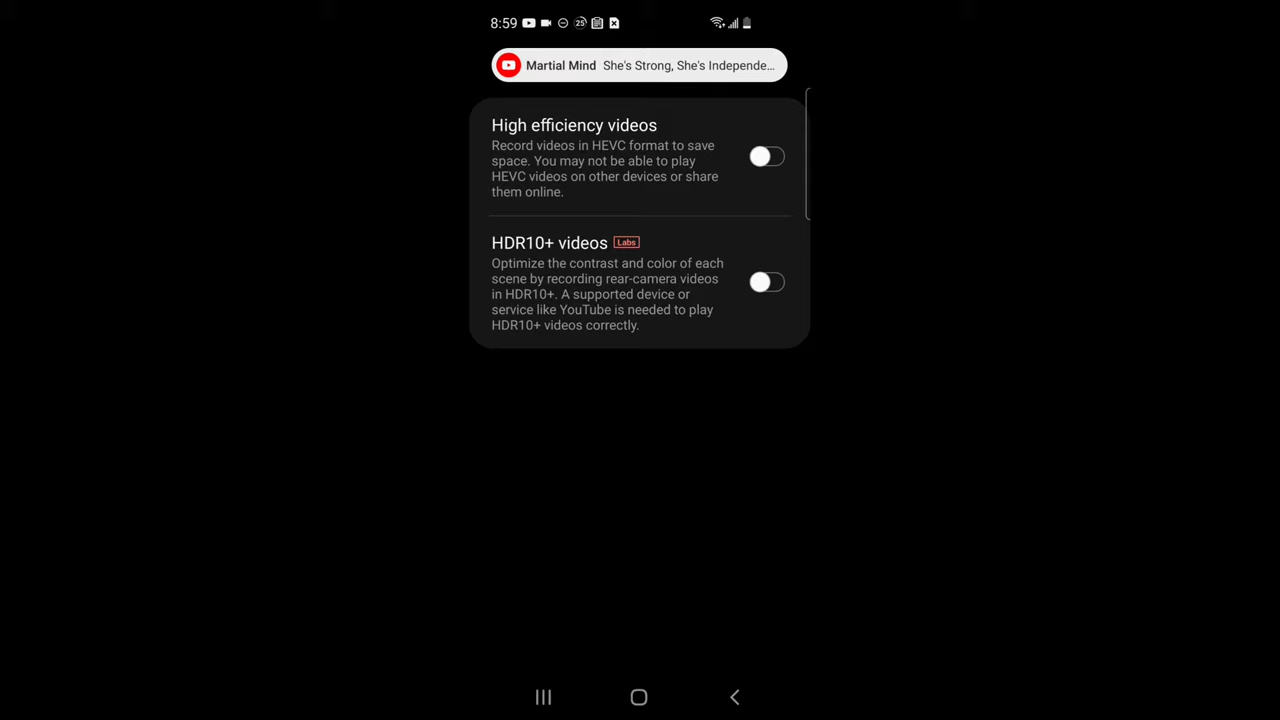 8:59 25
Martial Mind She's Strong, She's Independe...
High efficiency videos
Record videos in HEVC format to save
space. You may not be able to play
HEVC videos on other devices or share
them online.
HDR10+ videos Labs
Optimize the contrast and color of each
scene by recording rear-camera videos
in HDR10+. A supported device or
service like YouTube is needed to play
HDR10+ videos correctly.